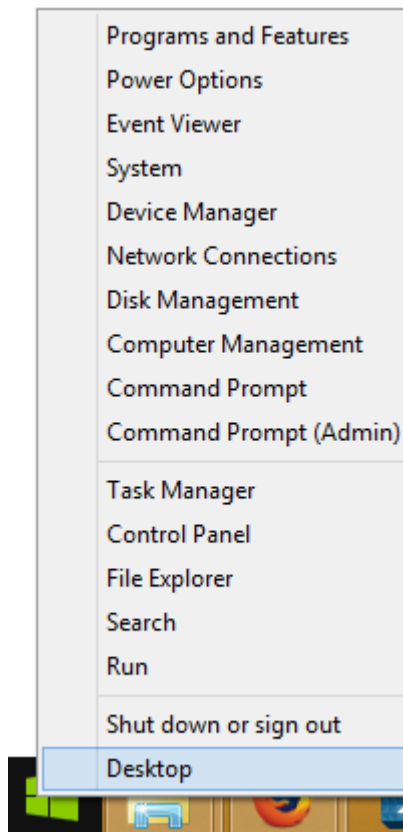 Programs and Features
Power Options
Event Viewer
System
Device Manager
Network Connections
Disk Management
Computer Management
Command Prompt
Command Prompt (Admin)
Task Manager
Control Panel
File Explorer
Search
Run
Shut down or sign out
Desktop